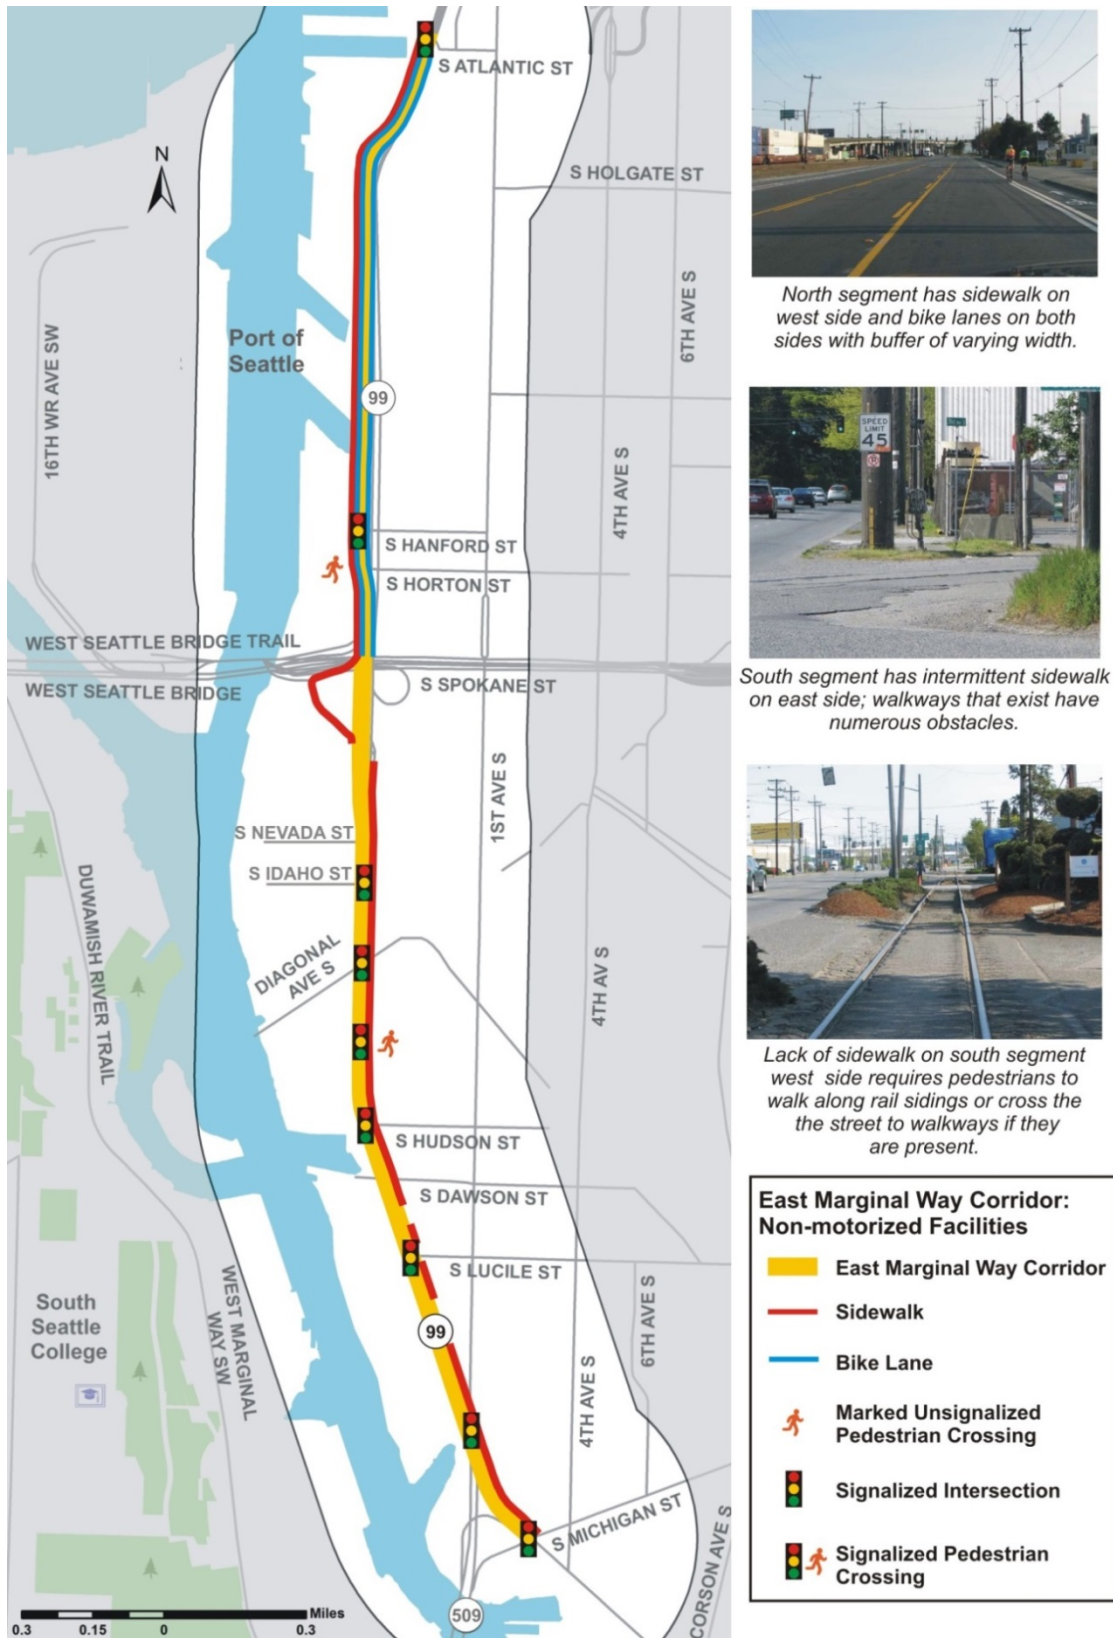 S ATLANTIC ST
N
S HOLGATE ST
6TH AVE S
16TH WR AVE SW
Port of
Seattle
99
4TH AVE S
S HANFORD ST
S HORTON ST
WEST SEATTLE BRIDGE TRAIL
WEST SEATTLE BRIDGE
S SPOKANE ST
1ST AVE S
S NEVADA ST
S IDAHO ST
DUWAMISH RIVER TRAIL
DIAGONAL
AVE S
4TH AV S
S HUDSON ST
S DAWSON ST
S LUCILE ST
WEST MARGINAL
WAY SW
South
Seattle
College
99
6TH AVE S
4TH AVE S
S MICHIGAN ST
CORSON AVE S
509
Miles
0.3 0.15 0 0.3
North segment has sidewalk on
west side and bike lanes on both
sides with buffer of varying width.
SPEED
LIMIT
45
South segment has intermittent sidewalk
on east side; walkways that exist have
numerous obstacles.
Lack of sidewalk on south segment
west side requires pedestrians to
walk along rail sidings or cross the
the street to walkways if they
are present.
East Marginal Way Corridor:
Non-motorized Facilities
East Marginal Way Corridor
Sidewalk
Bike Lane
Marked Unsignalized
Pedestrian Crossing
Signalized Intersection
Signalized Pedestrian
Crossing